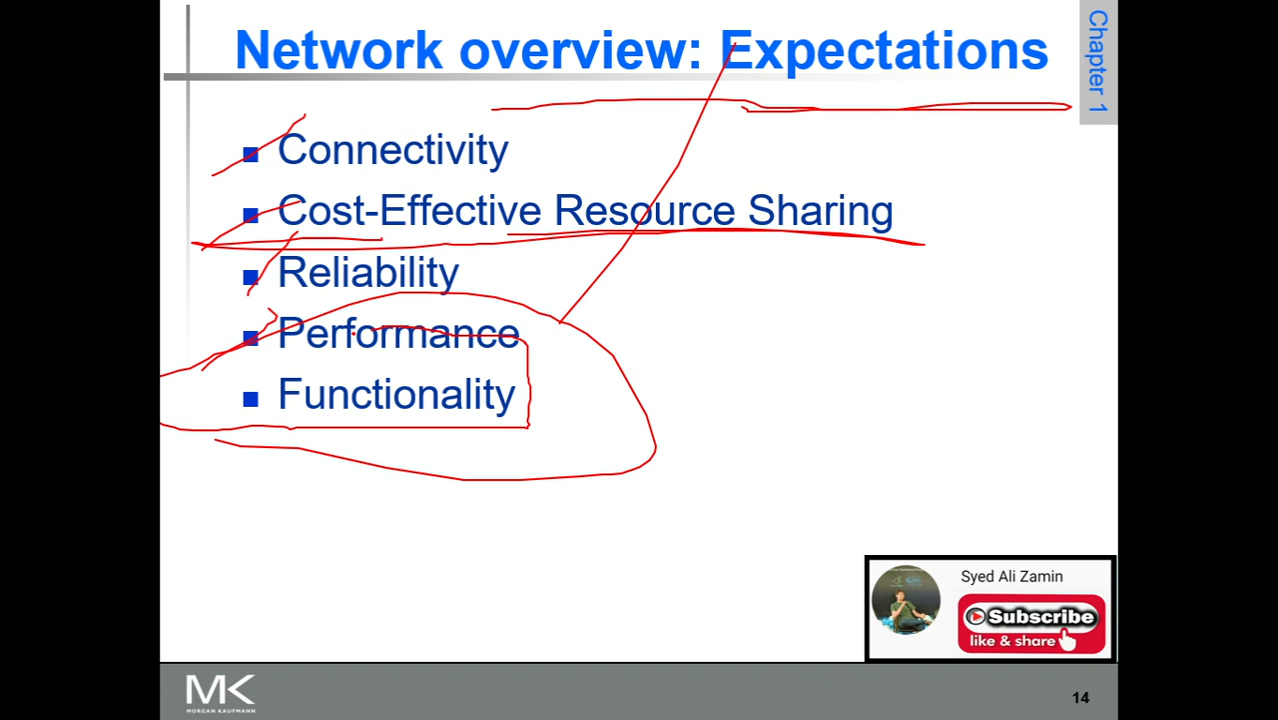 Network overview: Expectations
Chapter 1
Connectivity
Cost-Effective Resource Sharing
Reliability
Performance
Functionality
Syed Ali Zamin
Subscribe
like & share
MK
MORGAN KAUFMANN
14